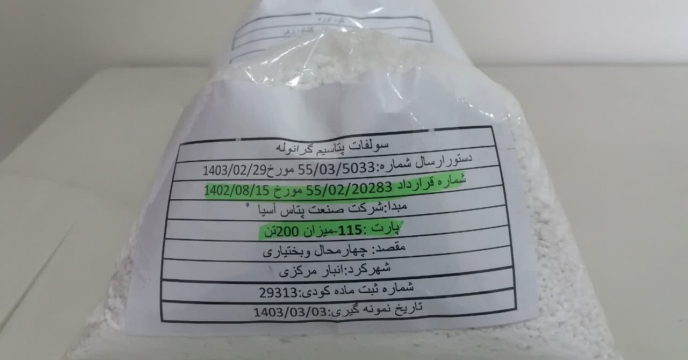 سولفات پتاسیم گرانوله
دستورارسال شماره:55/03/5033 مورخ1403/02/29
شماره قرارداد 55/02/20283 مورخ 1402/08/15
مبدا:شرکت صنعت پتاس آسیا
پارت :115-میزان 200تن
مقصد: چهارمحال وبختیاری
شهرکرد:انبار مرکزی
شماره ثبت ماده کودی:29313
تاریخ نمونه گیری:1403/03/03